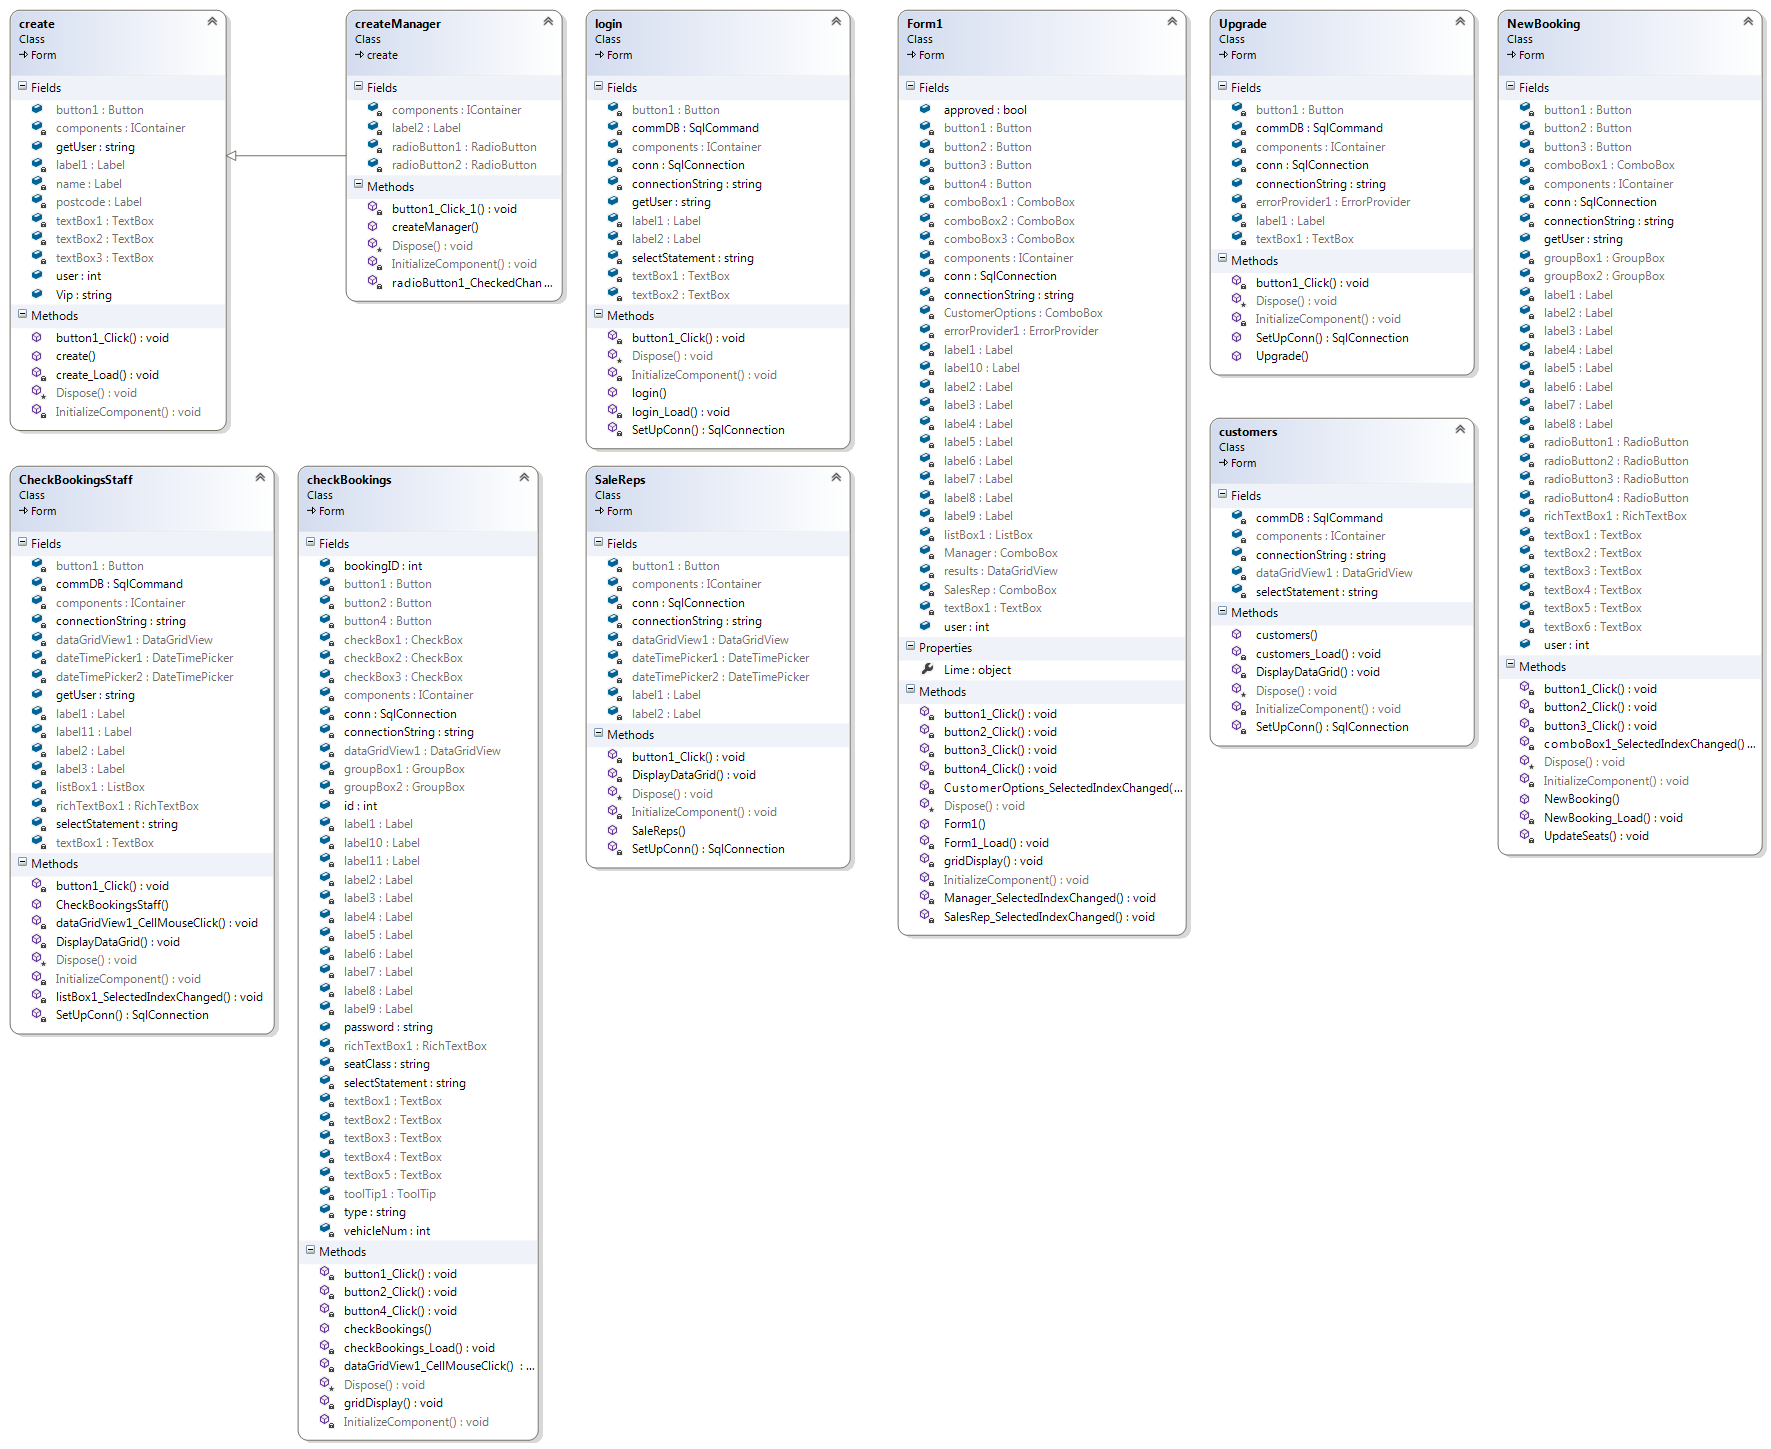 create
Class
Form
Fields
button1 : Button
components : IContainer
getUser : string
label1 : Label
name : Label
postcode : Label
textBox1 : TextBox
textBox2 : TextBox
textBox3 : TextBox
user : int
Vip : string
Methods
button1_Click() : void
create()
create_Load() : void
Dispose() : void
InitializeComponent() : void
createManager
Class
create
Fields
components : IContainer
label2 : Label
radioButton1 : RadioButton
radioButton2 : RadioButton
Methods
button1_Click_1() : void
createManager()
Dispose() : void
InitializeComponent() : void
radioButton1_CheckedChan...
login
Class
Form
Fields
button1 : Button
commDB : SqlCommand
components : IContainer
conn : SqlConnection
connectionString : string
getUser : string
label1 : Label
label2 : Label
selectStatement : string
textBox1 : TextBox
textBox2 : TextBox
Methods
button1_Click() : void
Dispose() : void
InitializeComponent() : void
login()
login_Load() : void
SetUpConn() : SqlConnection
Form1
Class
Form
Fields
approved : bool
button1 : Button
button2 : Button
button3 : Button
button4 : Button
comboBox1 : ComboBox
comboBox2 : ComboBox
comboBox3 : ComboBox
components : IContainer
conn : SqlConnection
connectionString : string
CustomerOptions : ComboBox
errorProvider1 : ErrorProvider
label1 : Label
label10 : Label
label2 : Label
label3 : Label
label4 : Label
label5 : Label
label6 : Label
label7 : Label
label8 : Label
label9 : Label
listBox1 : ListBox
Manager : ComboBox
results : DataGridView
SalesRep : ComboBox
textBox1 : TextBox
user : int
Properties
Lime : object
Methods
button1_Click() : void
button2_Click() : void
button3_Click() : void
button4_Click() : void
CustomerOptions_SelectedIndexChanged(...
Dispose() : void
Form1()
Form1_Load() : void
gridDisplay() : void
InitializeComponent() : void
Manager_SelectedIndexChanged() : void
SalesRep_SelectedIndexChanged() : void
Upgrade
Class
Form
Fields
button1 : Button
commDB : SqlCommand
components : IContainer
conn : SqlConnection
connectionString : string
errorProvider1 : ErrorProvider
label1 : Label
textBox1 : TextBox
Methods
button1_Click() : void
Dispose() : void
InitializeComponent() : void
SetUpConn() : SqlConnection
Upgrade()
NewBooking
Class
Form
Fields
button1 : Button
button2 : Button
button3 : Button
comboBox1 : ComboBox
components : IContainer
conn : SqlConnection
connectionString : string
getUser : string
groupBox1 : GroupBox
groupBox2 : GroupBox
label1 : Label
label2 : Label
label3 : Label
label4 : Label
label5 : Label
label6 : Label
label7 : Label
label8 : Label
radioButton1 : RadioButton
radioButton2 : RadioButton
radioButton3 : RadioButton
radioButton4 : RadioButton
richTextBox1 : RichTextBox
textBox1 : TextBox
textBox2 : TextBox
textBox3 : TextBox
textBox4 : TextBox
textBox5 : TextBox
textBox6 : TextBox
user : int
Methods
button1_Click() : void
button2_Click() : void
button3_Click() : void
comboBox1_SelectedIndexChanged() ...
Dispose() : void
InitializeComponent() : void
NewBooking()
NewBooking_Load() : void
UpdateSeats() : void
customers
Class
Form
Fields
commDB : SqlCommand
components : IContainer
connectionString : string
dataGridView1 : DataGridView
selectStatement : string
Methods
customers()
customers_Load() : void
DisplayDataGrid() : void
Dispose() : void
InitializeComponent() : void
SetUpConn() : SqlConnection
CheckBookingsStaff
Class
Form
Fields
button1 : Button
commDB : SqlCommand
components : IContainer
connectionString : string
dataGridView1 : DataGridView
dateTimePicker1 : DateTimePicker
dateTimePicker2 : DateTimePicker
getUser : string
label1 : Label
label11 : Label
label2 : Label
label3 : Label
listBox1 : ListBox
richTextBox1 : RichTextBox
selectStatement : string
textBox1 : TextBox
Methods
button1_Click() : void
CheckBookingsStaff()
dataGridView1_CellMouseClick() : void
DisplayDataGrid() : void
Dispose() : void
InitializeComponent() : void
listBox1_SelectedIndexChanged() : void
SetUpConn() : SqlConnection
checkBookings
Class
Form
Fields
bookingID : int
button1 : Button
button2 : Button
button4 : Button
checkBox1 : CheckBox
checkBox2 : CheckBox
checkBox3 : CheckBox
components : IContainer
conn : SqlConnection
connectionString : string
dataGridView1 : DataGridView
groupBox1 : GroupBox
groupBox2 : GroupBox
id : int
label1 : Label
label10 : Label
label11 : Label
label2 : Label
label3 : Label
label4 : Label
label5 : Label
label6 : Label
label7 : Label
label8 : Label
label9 : Label
password : string
richTextBox1 : RichTextBox
seatClass : string
selectStatement : string
textBox1 : TextBox
textBox2 : TextBox
textBox3 : TextBox
textBox4 : TextBox
textBox5 : TextBox
toolTip1 : ToolTip
type : string
vehicleNum : int
Methods
button1_Click() : void
button2_Click() : void
button4_Click() : void
checkBookings()
checkBookings_Load() : void
dataGridView1_CellMouseClick() : ...
Dispose() : void
gridDisplay() : void
InitializeComponent() : void
SaleReps
Class
Form
Fields
button1 : Button
components : IContainer
conn : SqlConnection
connectionString : string
dataGridView1 : DataGridView
dateTimePicker1 : DateTimePicker
dateTimePicker2 : DateTimePicker
label1 : Label
label2 : Label
Methods
button1_Click() : void
DisplayDataGrid() : void
Dispose() : void
InitializeComponent() : void
SaleReps()
SetUpConn() : SqlConnection